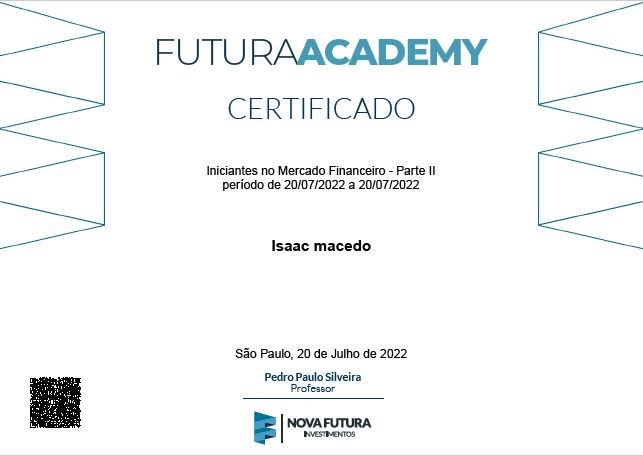 FUTURAACADEMY
CERTIFICADO
Iniciantes no Mercado Financeiro - Parte II
período de 20/07/2022 a 20/07/2022
Isaac macedo
São Paulo, 20 de Julho de 2022
Pedro Paulo Silveira
Professor
NOVA FUTURA
INVESTIMENTOS